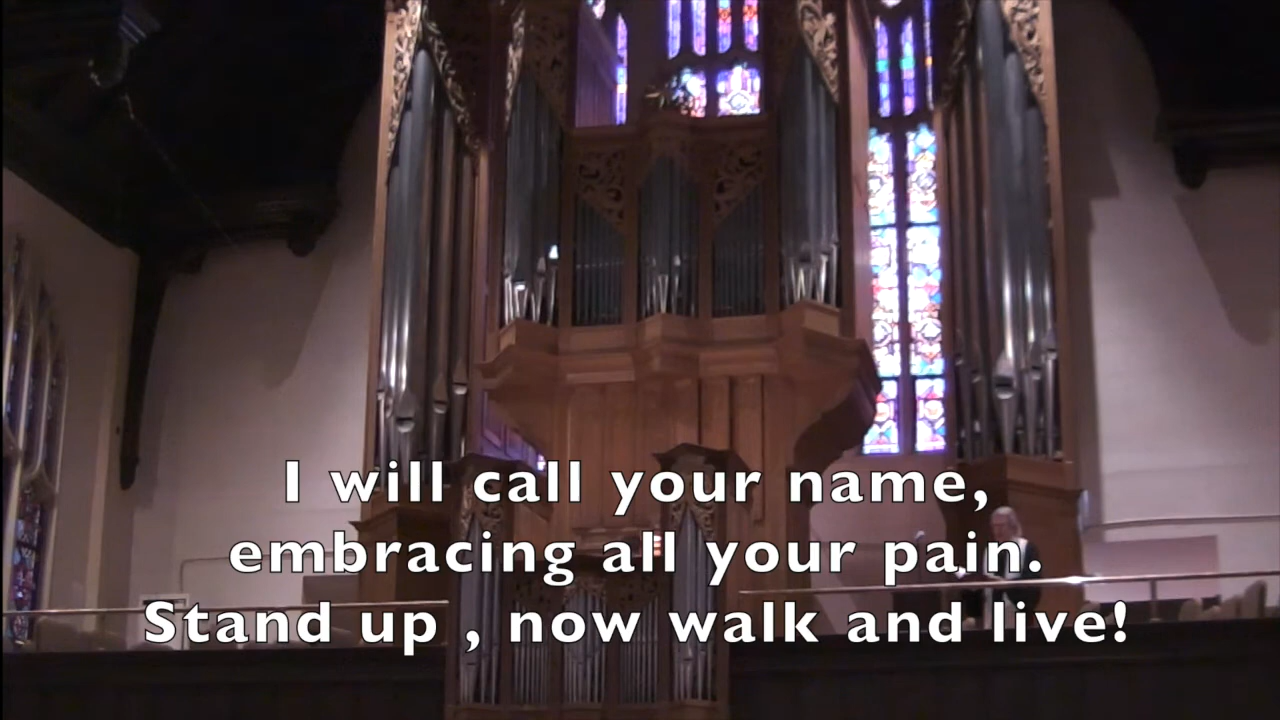 I will call your name,
embracing all your pain.
Stand up , now walk and live!